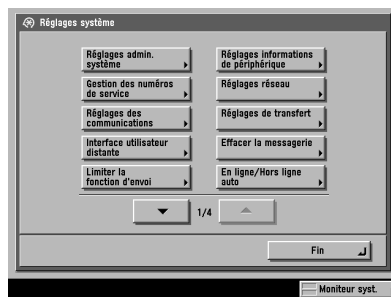 Réglages système
Réglages admin.
système
Réglages informations
de périphérique
Gestion des numéros
de service
Réglages réseau
Réglages des
communications
Réglages de transfert
Interface utilisateur
distante
Effacer la messagerie
Limiter la
fonction d'envoi
En ligne/Hors ligne
auto
1/4
Fin
Moniteur syst.